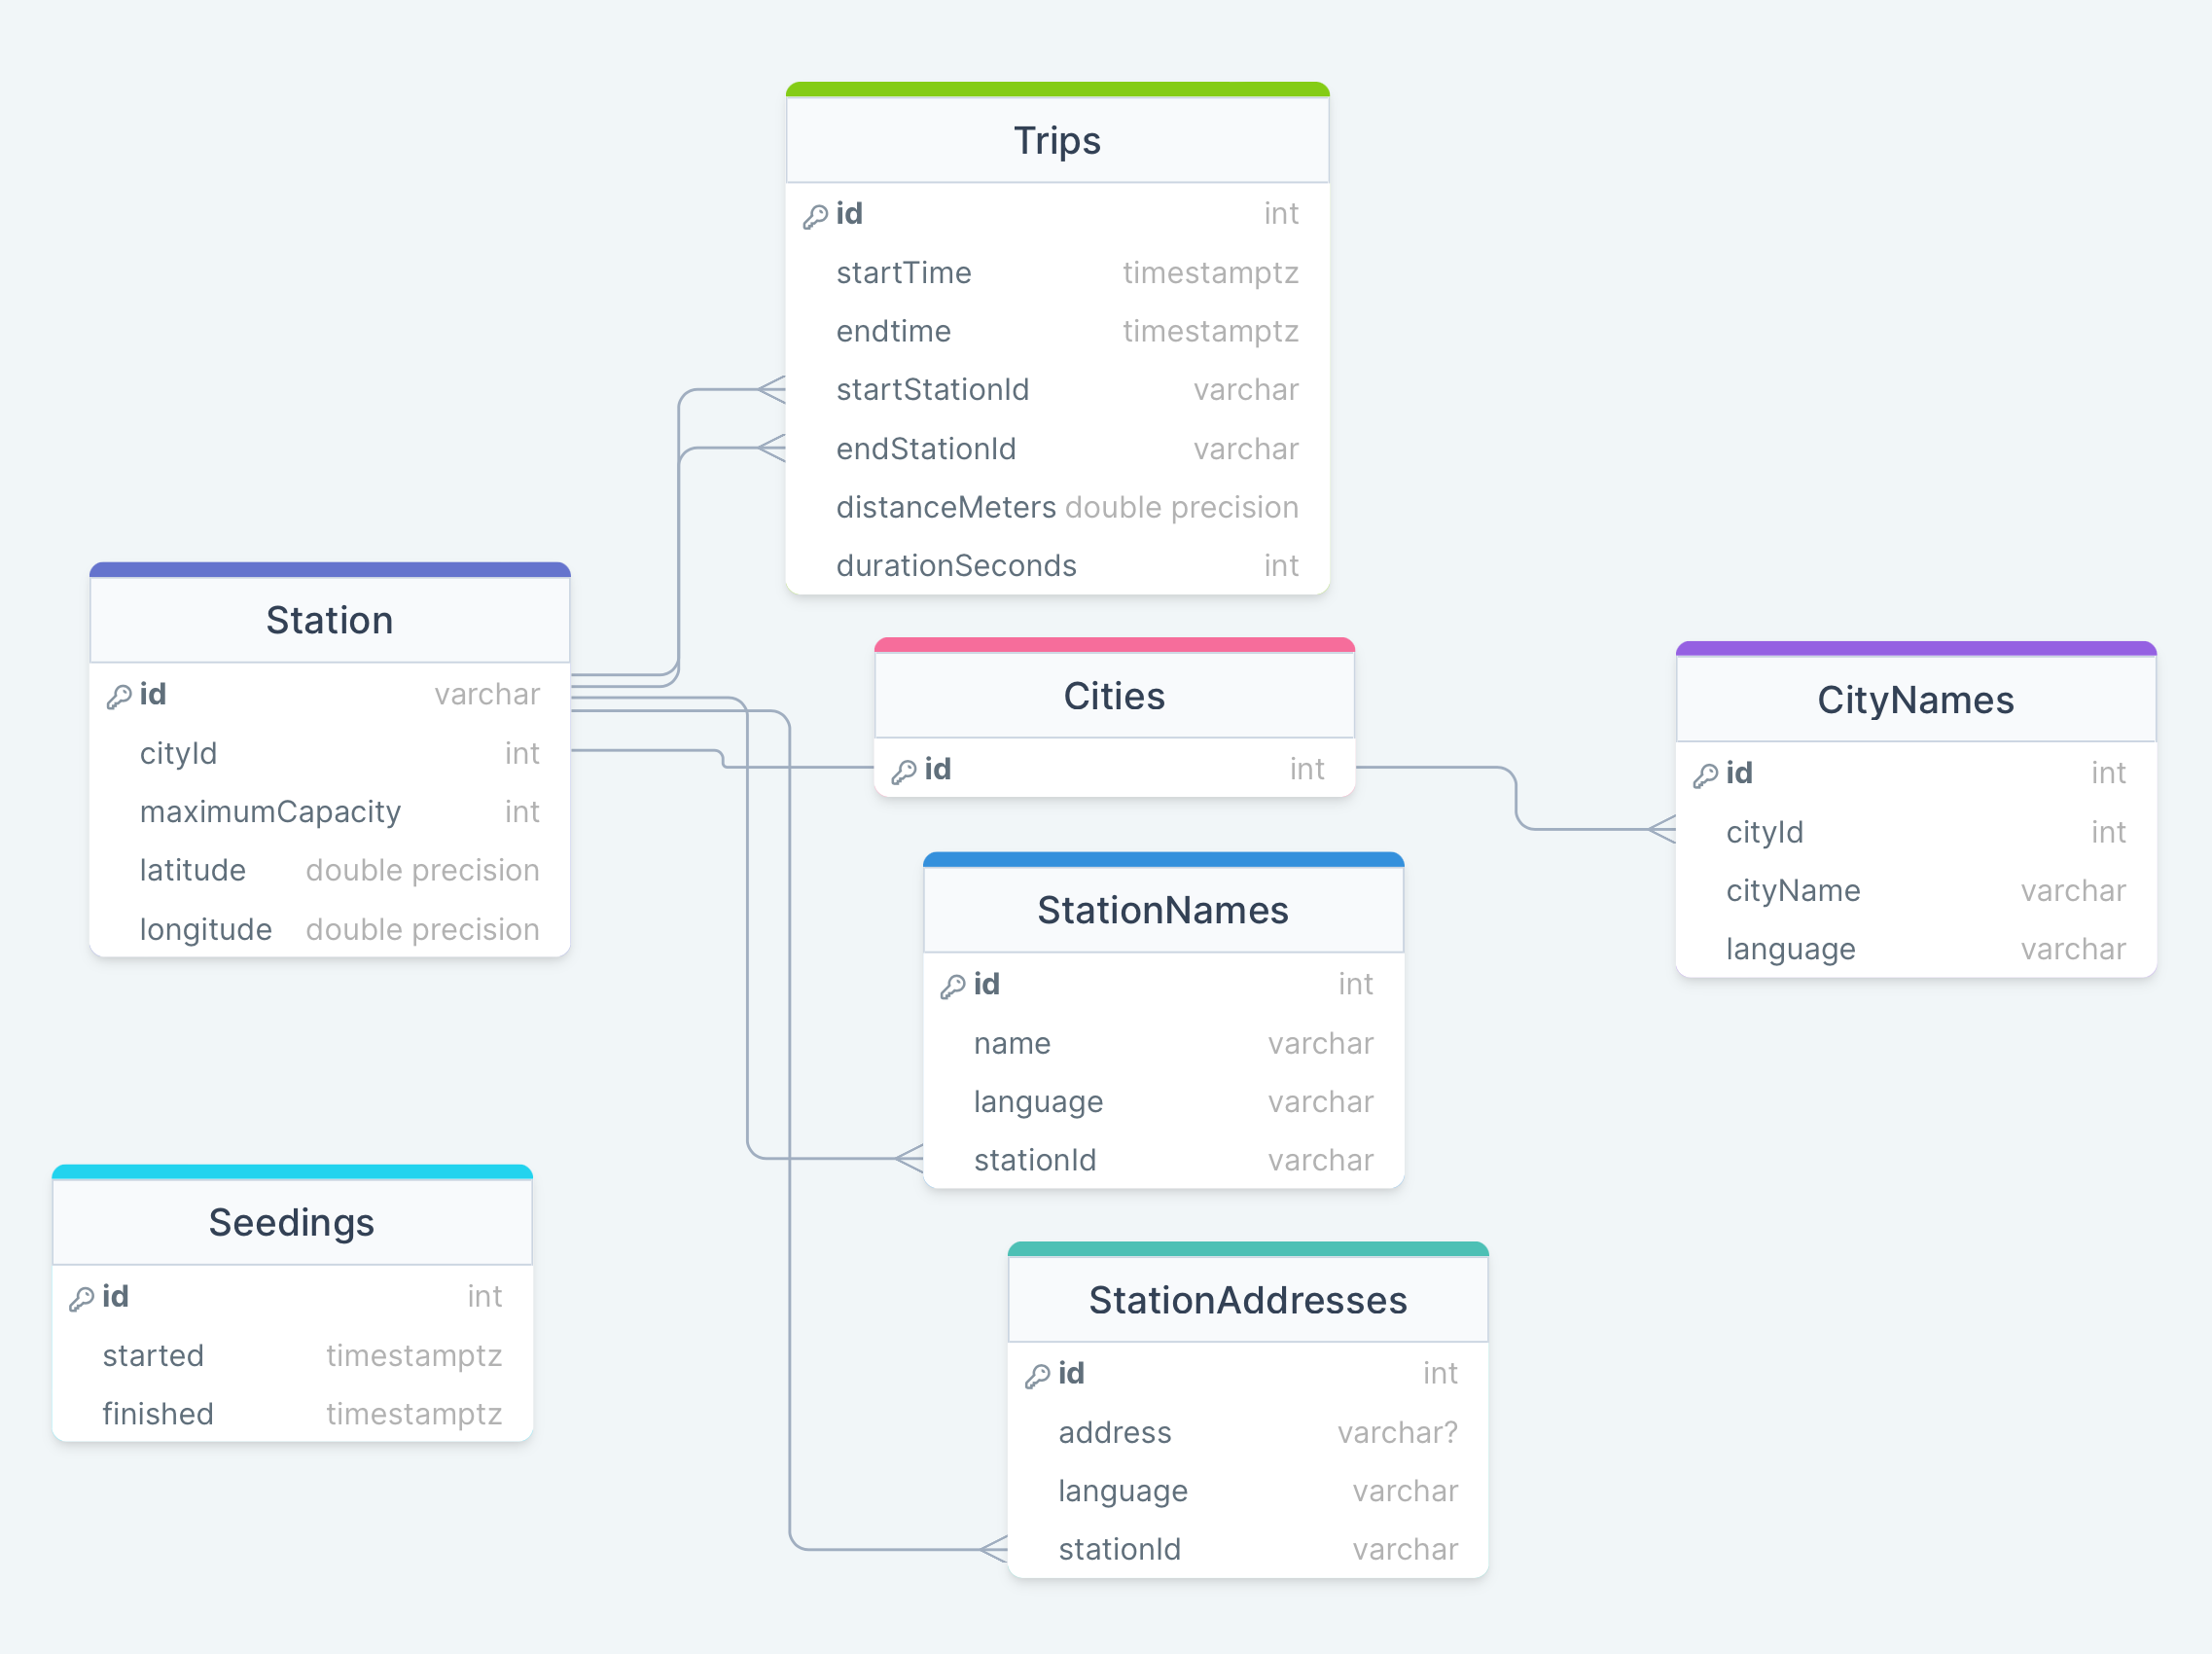 Trips
id int
startTime timestamptz
endtime timestamptz
startStationId varchar
endStationId varchar
distanceMeters double precision
durationSeconds int
Station
id varchar
cityId int
maximumCapacity int
latitude double precision
longitude double precision
Cities
id int
CityNames
id int
cityId int
cityName varchar
language varchar
StationNames
id int
name varchar
language varchar
stationId varchar
Seedings
id int
started timestamptz
finished timestamptz
StationAddresses
id int
address varchar?
language varchar
stationId varchar